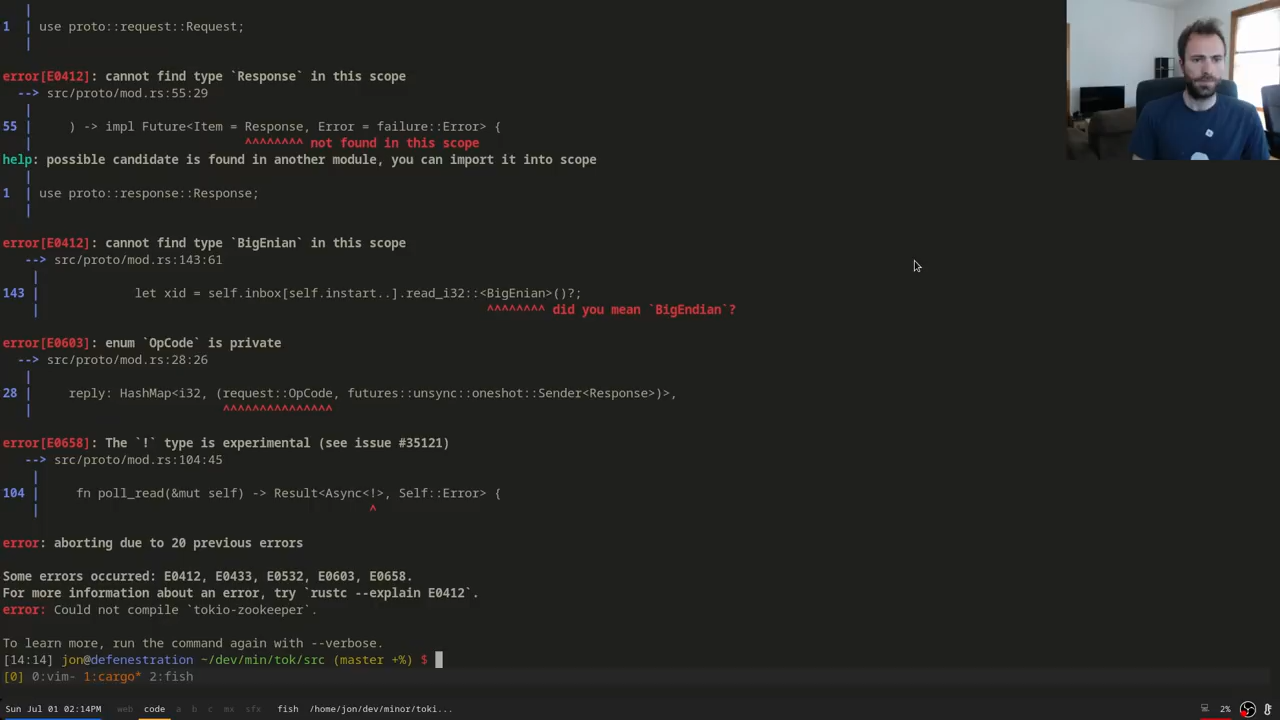 |
1 | use proto::request::Request;
|
error[E0412]: cannot find type `Response` in this scope
--> src/proto/mod.rs:55:29
|
55 | ) -> impl Future<Item = Response, Error = failure::Error> {
| ^^^^^^^^ not found in this scope
help: possible candidate is found in another module, you can import it into scope
|
1 | use proto::response::Response;
|
error[E0412]: cannot find type `BigEnian` in this scope
--> src/proto/mod.rs:143:61
|
143 | let xid = self.inbox[self.instart..].read_i32::<BigEnian>()?;
| ^^^^^^^^ did you mean `BigEndian`?
error[E0603]: enum `OpCode` is private
--> src/proto/mod.rs:28:26
|
28 | reply: HashMap<i32, (request::OpCode, futures::unsync::oneshot::Sender<Response>)>,
| ^^^^^^^^^^^^^^^
error[E0658]: The `!` type is experimental (see issue #35121)
--> src/proto/mod.rs:104:45
|
104 | fn poll_read(&mut self) -> Result<Async<!>, Self::Error> {
| ^
error: aborting due to 20 previous errors
Some errors occurred: E0412, E0433, E0532, E0603, E0658.
For more information about an error, try `rustc --explain E0412`.
error: Could not compile `tokio-zookeeper`.
To learn more, run the command again with --verbose.
[14:14] jon@defenestration ~/dev/min/tok/src (master +%) $
[0] 0:vim- 1:cargo* 2:fish
Sun Jul 01 02:14PM web code a b c mx sfx fish /home/jon/dev/minor/toki... 2%